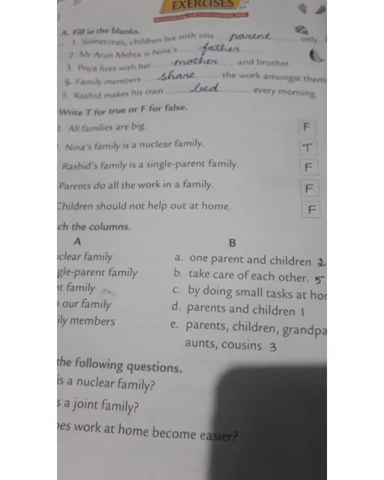 EXERCISES
A. Fill in the blanks.
1. Sometimes, children live with one parent only
2. Mr Arun Mehta is Nina's father
3. Priya lives with her mother and brother.
4. Family members share the work amongst them
5. Rashid makes his own bed every morning.
Write T for true or F for false.
1. All families are big. F
Nina's family is a nuclear family. T
Rashid's family is a single-parent family. F
Parents do all the work in a family. F
Children should not help out at home. F
ch the columns.
A B
clear family a. one parent and children 2
gle-parent family b. take care of each other. 5
t family c. by doing small tasks at hom
our family d. parents and children 1
ily members e. parents, children, grandpa
aunts, cousins 3
the following questions.
is a nuclear family?
s a joint family?
oes work at home become easier?